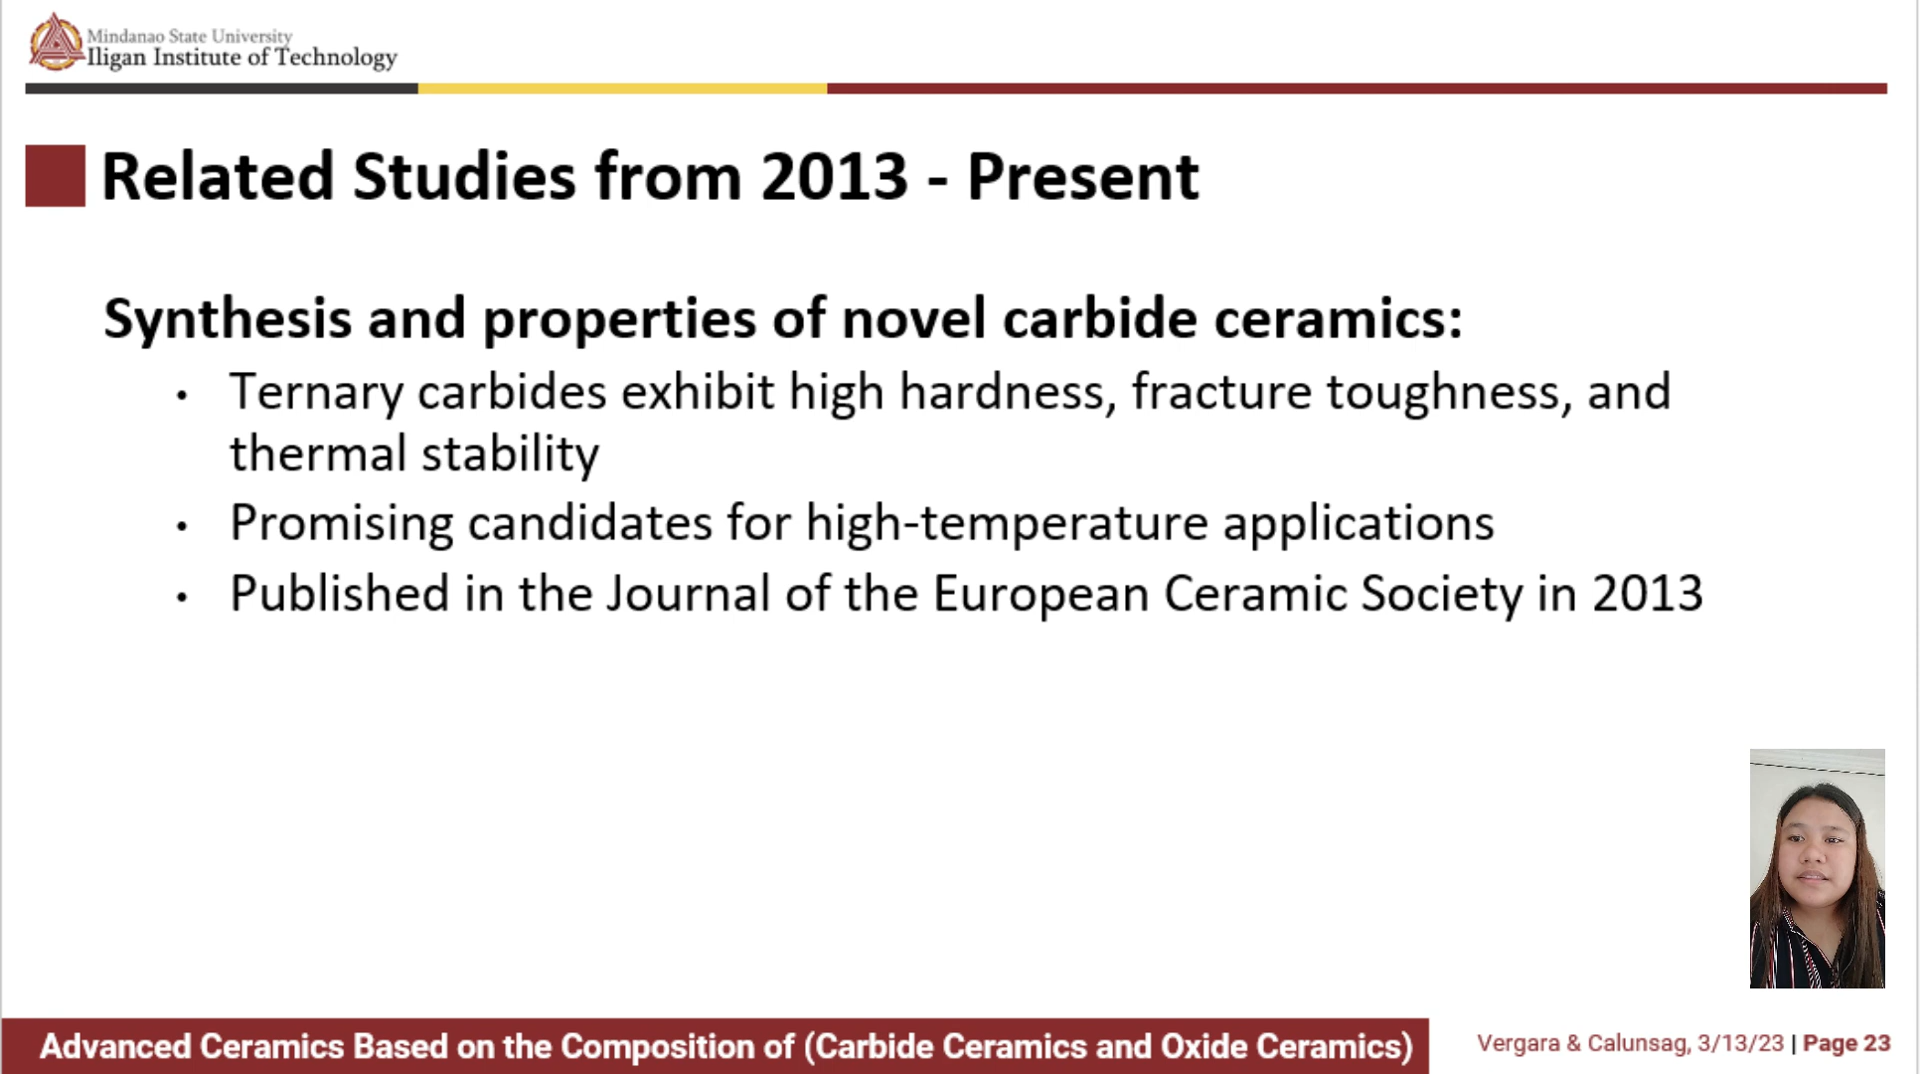 Mindanao State University
Iligan Institute of Technology
Related Studies from 2013 - Present
Synthesis and properties of novel carbide ceramics:
• Ternary carbides exhibit high hardness, fracture toughness, and
thermal stability
• Promising candidates for high-temperature applications
• Published in the Journal of the European Ceramic Society in 2013
Advanced Ceramics Based on the Composition of (Carbide Ceramics and Oxide Ceramics)
Vergara & Calunsag, 3/13/23 | Page 23